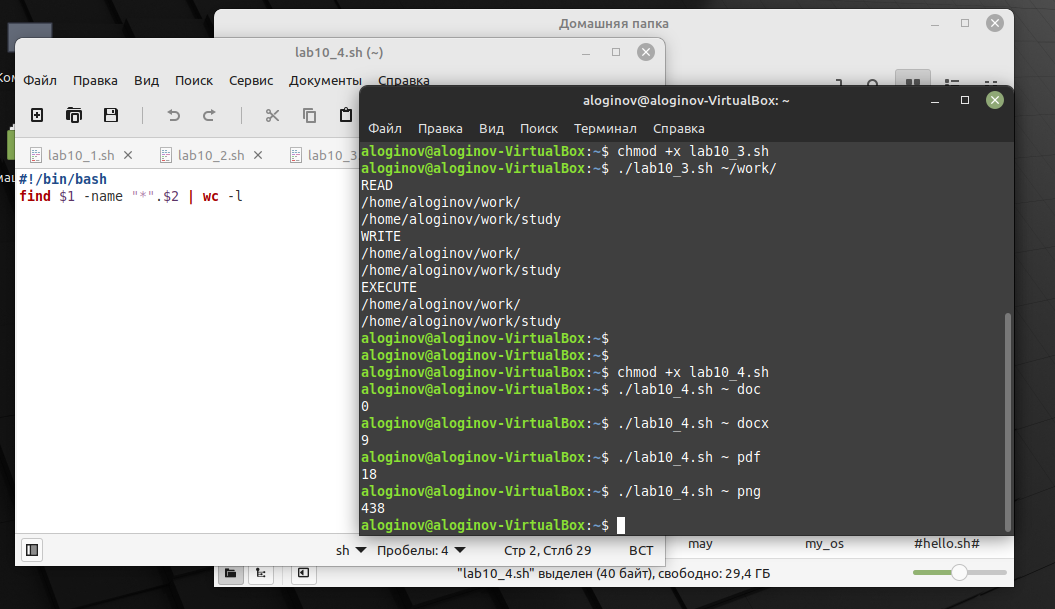 Домашняя папка
lab10_4.sh (~)
Файл Правка Вид Поиск Сервис Документы Справка
lab10_1.sh lab10_2.sh lab10_3
#!/bin/bash
find $1 -name "*".$2 | wc -l
sh Пробелы: 4 Стр 2, Стлб 29 ВСТ
aloginov@aloginov-VirtualBox: ~
Файл Правка Вид Поиск Терминал Справка
aloginov@aloginov-VirtualBox:~$ chmod +x lab10_3.sh
aloginov@aloginov-VirtualBox:~$ ./lab10_3.sh ~/work/
READ
/home/aloginov/work/
/home/aloginov/work/study
WRITE
/home/aloginov/work/
/home/aloginov/work/study
EXECUTE
/home/aloginov/work/
/home/aloginov/work/study
aloginov@aloginov-VirtualBox:~$
aloginov@aloginov-VirtualBox:~$
aloginov@aloginov-VirtualBox:~$ chmod +x lab10_4.sh
aloginov@aloginov-VirtualBox:~$ ./lab10_4.sh ~ doc
0
aloginov@aloginov-VirtualBox:~$ ./lab10_4.sh ~ docx
9
aloginov@aloginov-VirtualBox:~$ ./lab10_4.sh ~ pdf
18
aloginov@aloginov-VirtualBox:~$ ./lab10_4.sh ~ png
438
aloginov@aloginov-VirtualBox:~$
may my_os #hello.sh#
"lab10_4.sh" выделен (40 байт), свободно: 29,4 ГБ